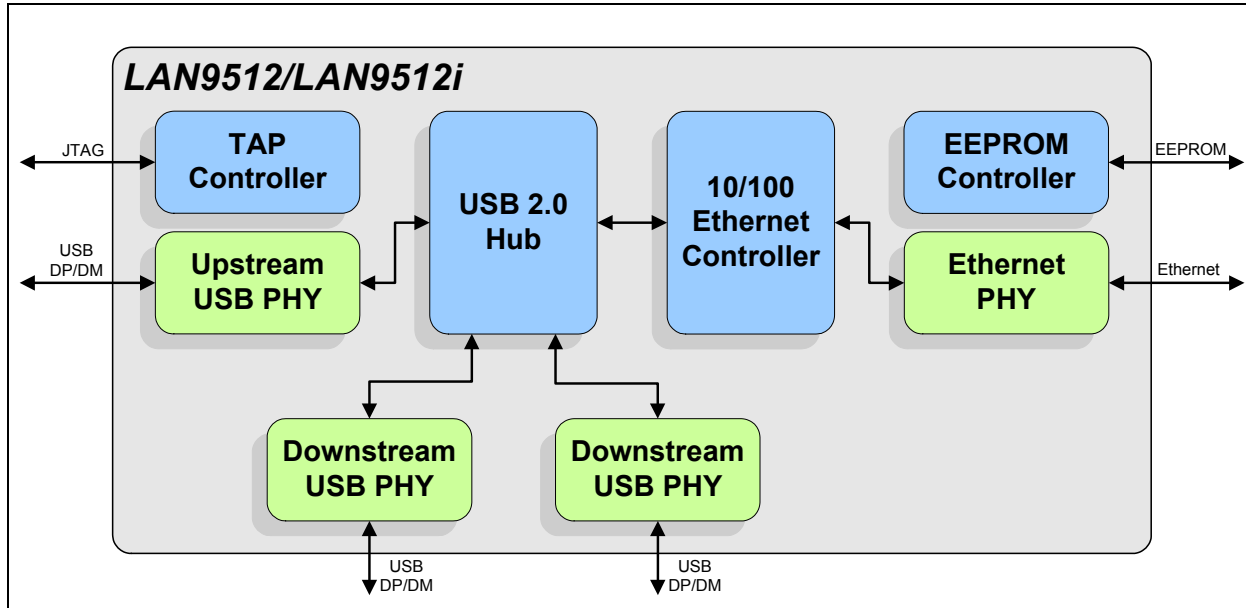 LAN9512/LAN9512i
JTAG
TAP
Controller
USB 2.0
Hub
10/100
Ethernet
Controller
EEPROM
Controller
EEPROM
USB
DP/DM
Upstream
USB PHY
Ethernet
PHY
Ethernet
Downstream
USB PHY
Downstream
USB PHY
USB
DP/DM
USB
DP/DM